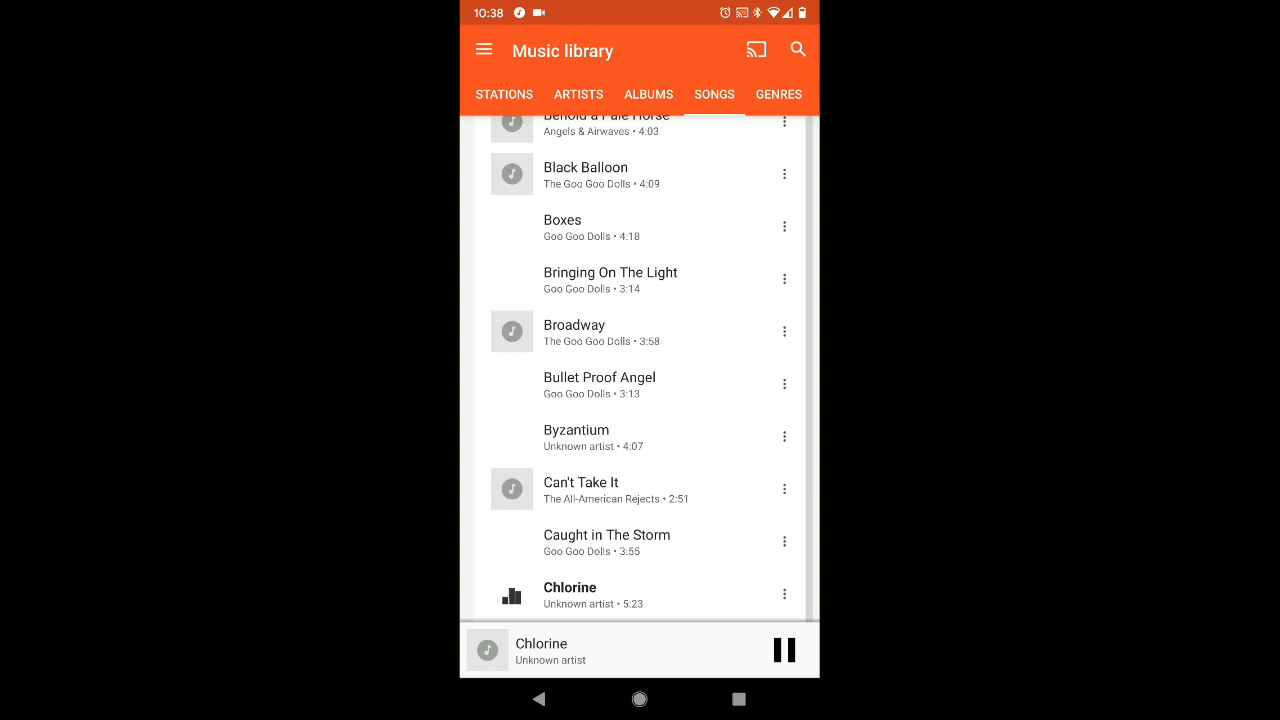 10:38
Music library
STATIONS ARTISTS ALBUMS SONGS GENRES
Behold a Pale Horse
Angels & Airwaves • 4:03
Black Balloon
The Goo Goo Dolls • 4:09
Boxes
Goo Goo Dolls • 4:18
Bringing On The Light
Goo Goo Dolls • 3:14
Broadway
The Goo Goo Dolls • 3:58
Bullet Proof Angel
Goo Goo Dolls • 3:13
Byzantium
Unknown artist • 4:07
Can't Take It
The All-American Rejects • 2:51
Caught in The Storm
Goo Goo Dolls • 3:55
Chlorine
Unknown artist • 5:23
Chlorine
Unknown artist